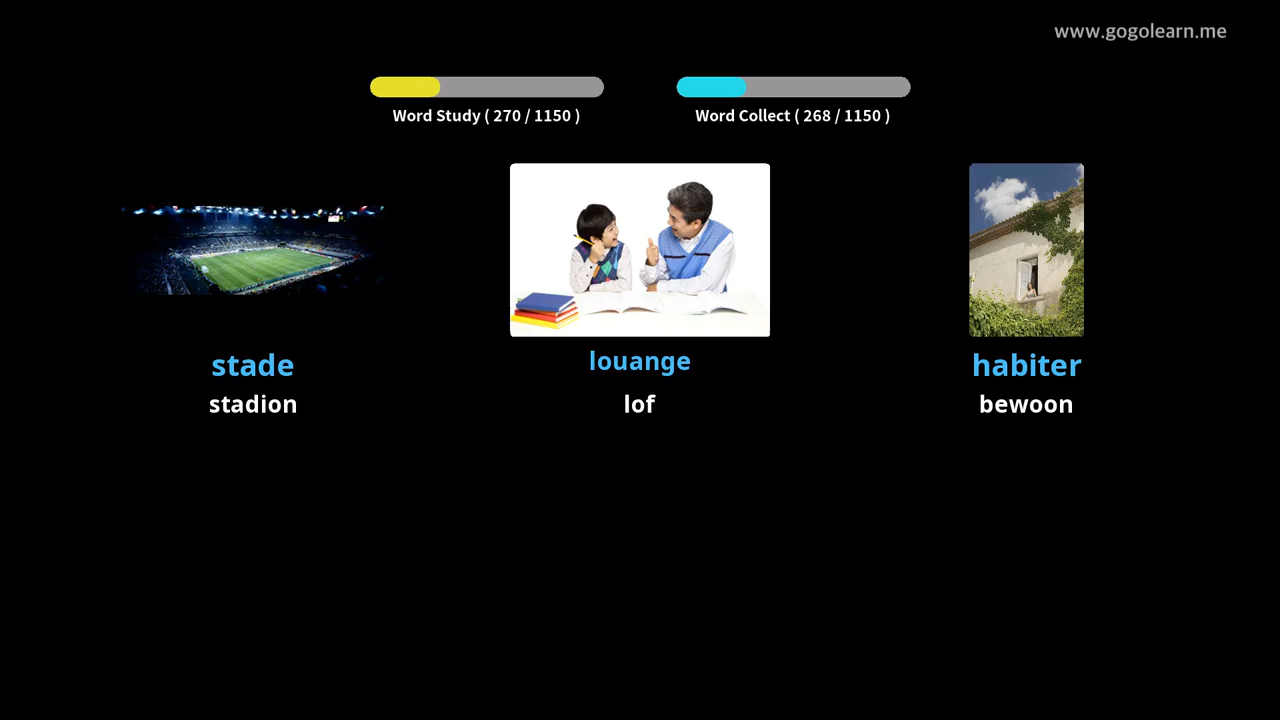 www.gogolearn.me
Word Study ( 270 / 1150 )
Word Collect ( 268 / 1150 )
stade
stadion
louange
lof
habiter
bewoon